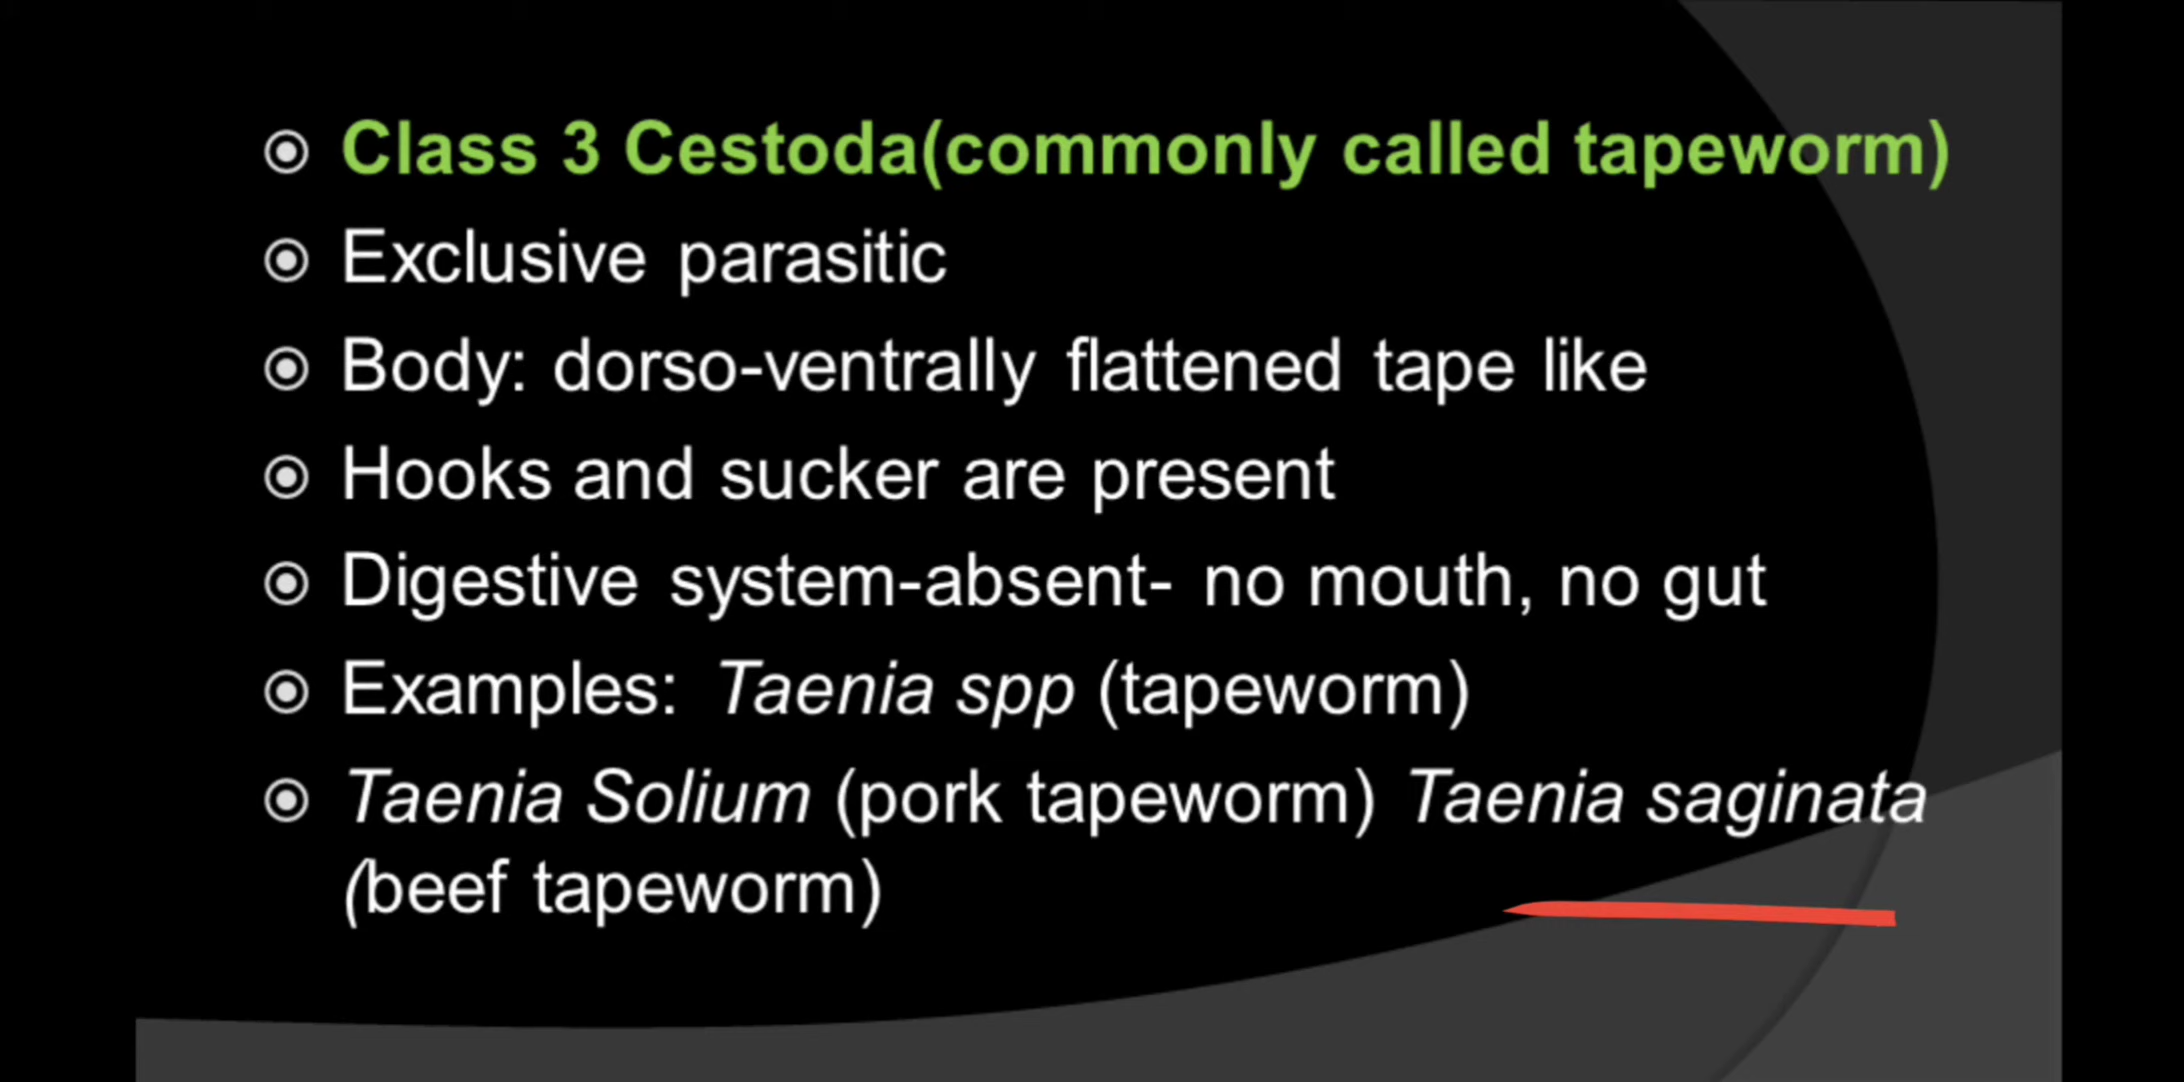 Class 3 Cestoda(commonly called tapeworm)
Exclusive parasitic
Body: dorso-ventrally flattened tape like
Hooks and sucker are present
Digestive system-absent- no mouth, no gut
Examples: Taenia spp (tapeworm)
Taenia Solium (pork tapeworm) Taenia saginata
(beef tapeworm)